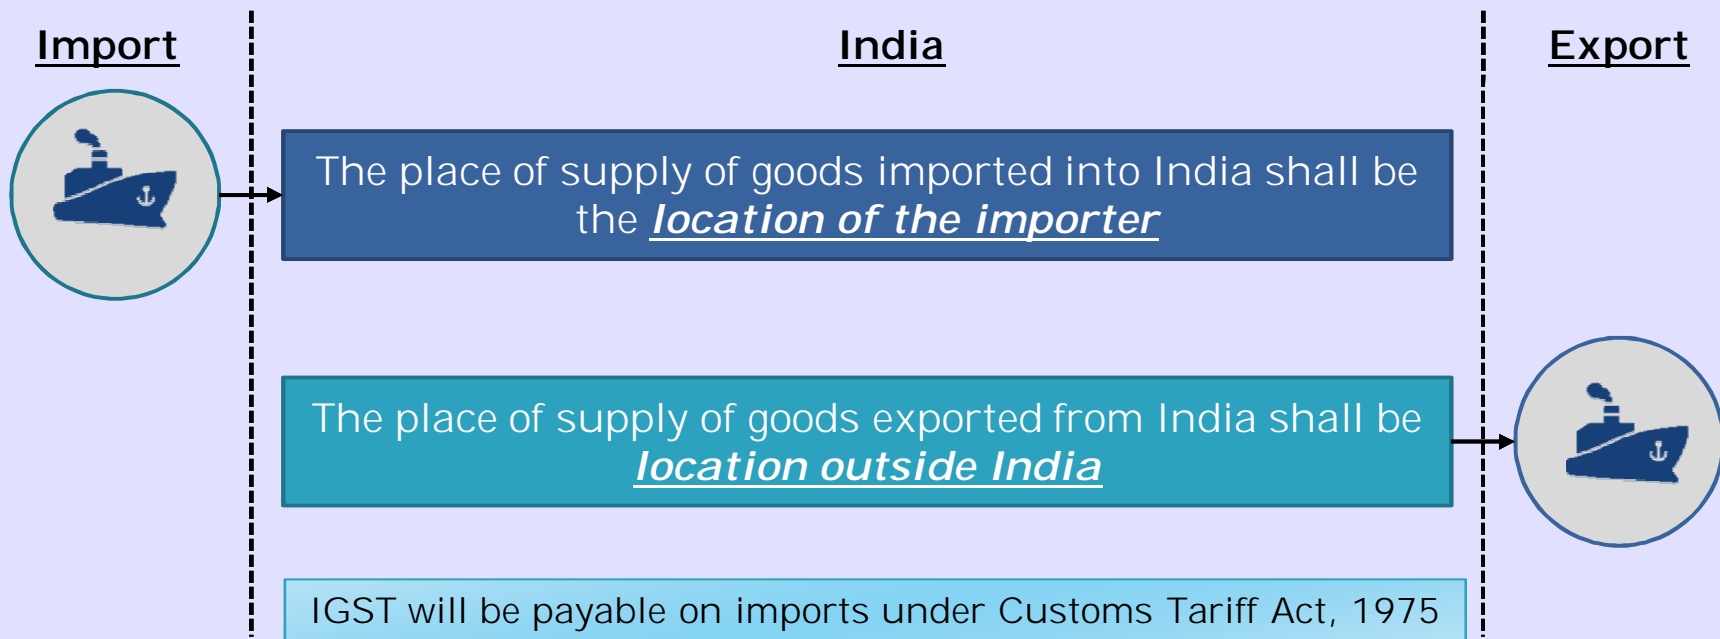 Import
India
Export
The place of supply of goods imported into India shall be
the location of the importer
The place of supply of goods exported from India shall be
location outside India
IGST will be payable on imports under Customs Tariff Act, 1975